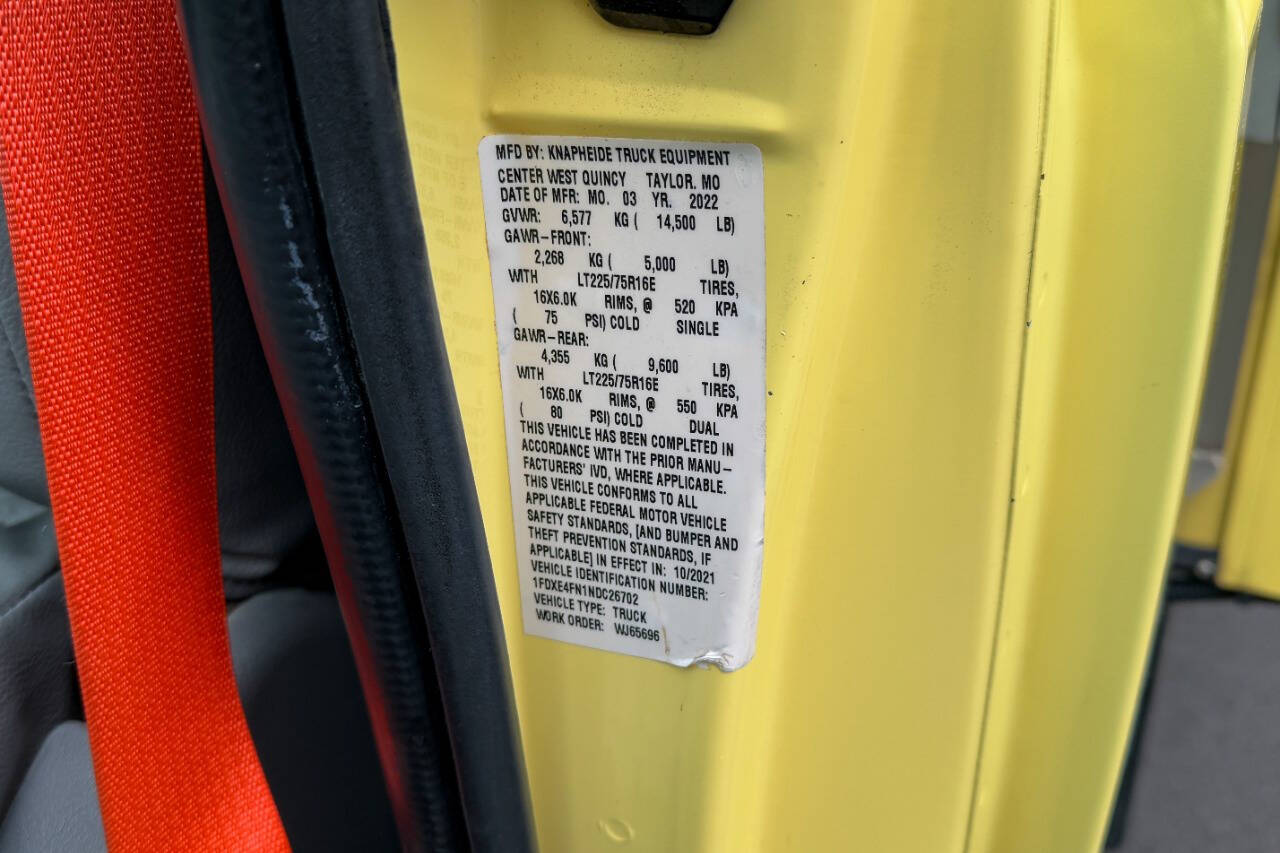 MFD BY: KNAPHEIDE TRUCK EQUIPMENT
CENTER WEST QUINCY TAYLOR. MO
DATE OF MFR: MO. 03 YR. 2022
GVWR: 6,577 KG ( 14,500 LB)
GAWR-FRONT:
2,268 KG ( 5,000 LB)
WITH LT225/75R16E TIRES,
16X6.0K RIMS, @ 520 KPA
( 75 PSI) COLD SINGLE
GAWR-REAR:
4,355 KG ( 9,600 LB)
WITH LT225/75R16E TIRES,
16X6.0K RIMS, @ 550 KPA
( 80 PSI) COLD DUAL
THIS VEHICLE HAS BEEN COMPLETED IN
ACCORDANCE WITH THE PRIOR MANU-
FACTURERS' IVD, WHERE APPLICABLE.
THIS VEHICLE CONFORMS TO ALL
APPLICABLE FEDERAL MOTOR VEHICLE
SAFETY STANDARDS, [AND BUMPER AND
THEFT PREVENTION STANDARDS, IF
APPLICABLE] IN EFFECT IN: 10/2021
VEHICLE IDENTIFICATION NUMBER:
1FDXE4FN1NDC26702
VEHICLE TYPE: TRUCK
WORK ORDER: WJ65696